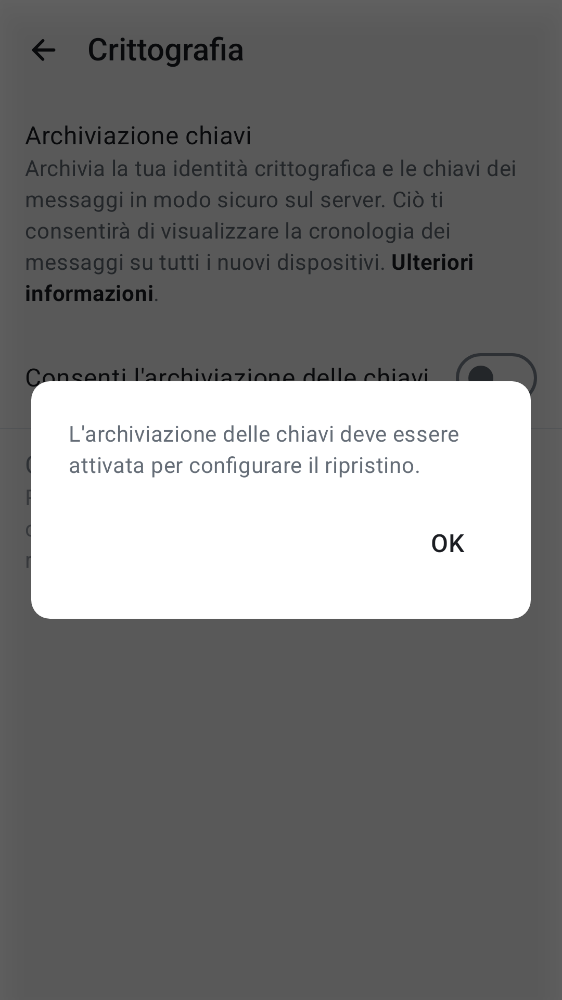 Crittografia
Archiviazione chiavi
Archivia la tua identità crittografica e le chiavi dei
messaggi in modo sicuro sul server. Ciò ti
consentirà di visualizzare la cronologia dei
messaggi su tutti i nuovi dispositivi. Ulteriori
informazioni.
Consenti l'archiviazione delle chiavi
L'archiviazione delle chiavi deve essere
attivata per configurare il ripristino.
OK